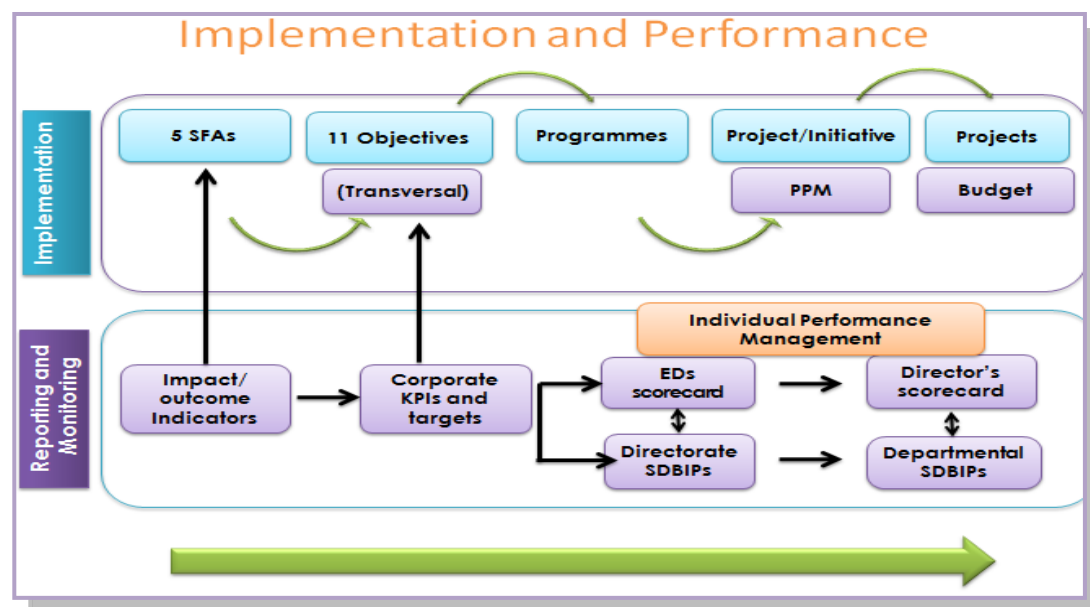 Implementation and Performance
Implementation
5 SFAs
11 Objectives
(Transversal)
Programmes
Project/Initiative
PPM
Projects
Budget
Reporting and
Monitoring
Impact/
outcome
Indicators
Corporate
KPIs and
targets
Individual Performance
Management
EDs
scorecard
Director's
scorecard
Directorate
SDBIPs
Departmental
SDBIPs